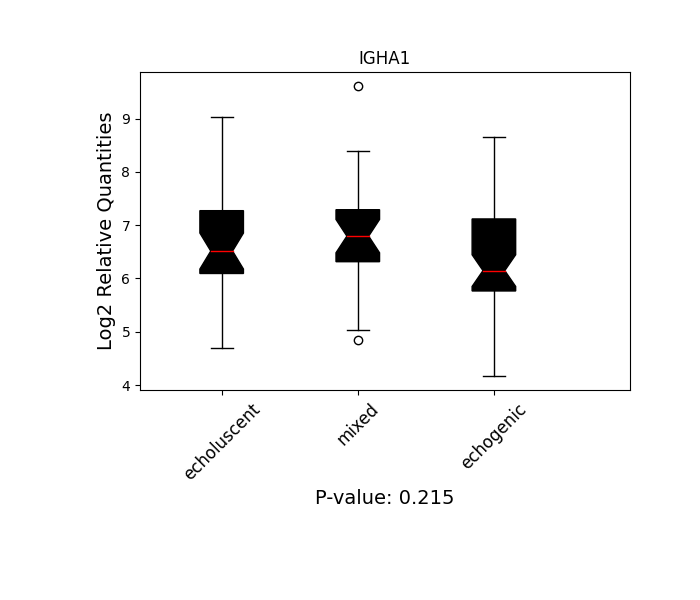 IGHA1
Log2 Relative Quantities
9
8
7
6
5
4
echoluscent
mixed
echogenic
P-value: 0.215